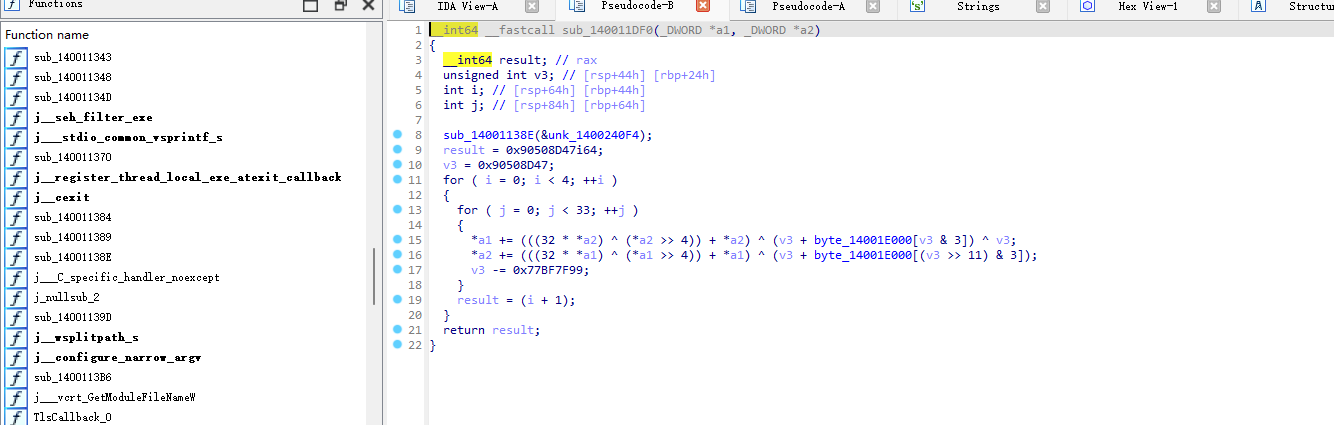 Functions
IDA View-A
Pseudocode-B
Pseudocode-A
Strings
Hex View-1
Structu
Function name
sub_140011343
sub_140011348
sub_14001134D
j__seh_filter_exe
j___stdio_common_vsprintf_s
sub_140011370
j__register_thread_local_exe_atexit_callback
j__cexit
sub_140011384
sub_140011389
sub_14001138E
j___C_specific_handler_noexcept
j_nullsub_2
sub_14001139D
j__wsplitpath_s
j__configure_narrow_argv
sub_1400113B6
j___vcrt_GetModuleFileNameW
TlsCallback_0
1 __int64 __fastcall sub_140011DF0(_DWORD *a1, _DWORD *a2)
2 {
3 __int64 result; // rax
4 unsigned int v3; // [rsp+44h] [rbp+24h]
5 int i; // [rsp+64h] [rbp+44h]
6 int j; // [rsp+84h] [rbp+64h]
7
8 sub_14001138E(&unk_1400240F4);
9 result = 0x90508D47i64;
10 v3 = 0x90508D47;
11 for ( i = 0; i < 4; ++i )
12 {
13 for ( j = 0; j < 33; ++j )
14 {
15 *a1 += (((32 * *a2) ^ (*a2 >> 4)) + *a2) ^ (v3 + byte_14001E000[v3 & 3]) ^ v3;
16 *a2 += (((32 * *a1) ^ (*a1 >> 4)) + *a1) ^ (v3 + byte_14001E000[(v3 >> 11) & 3]);
17 v3 -= 0x77BF7F99;
18 }
19 result = (i + 1);
20 }
21 return result;
22 }